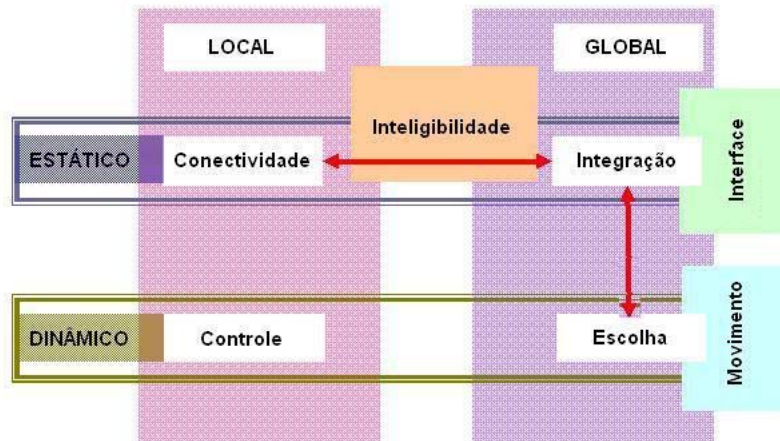 LOCAL
GLOBAL
Inteligibilidade
ESTÁTICO
Conectividade
Integração
Interface
DINÂMICO
Controle
Escolha
Movimento